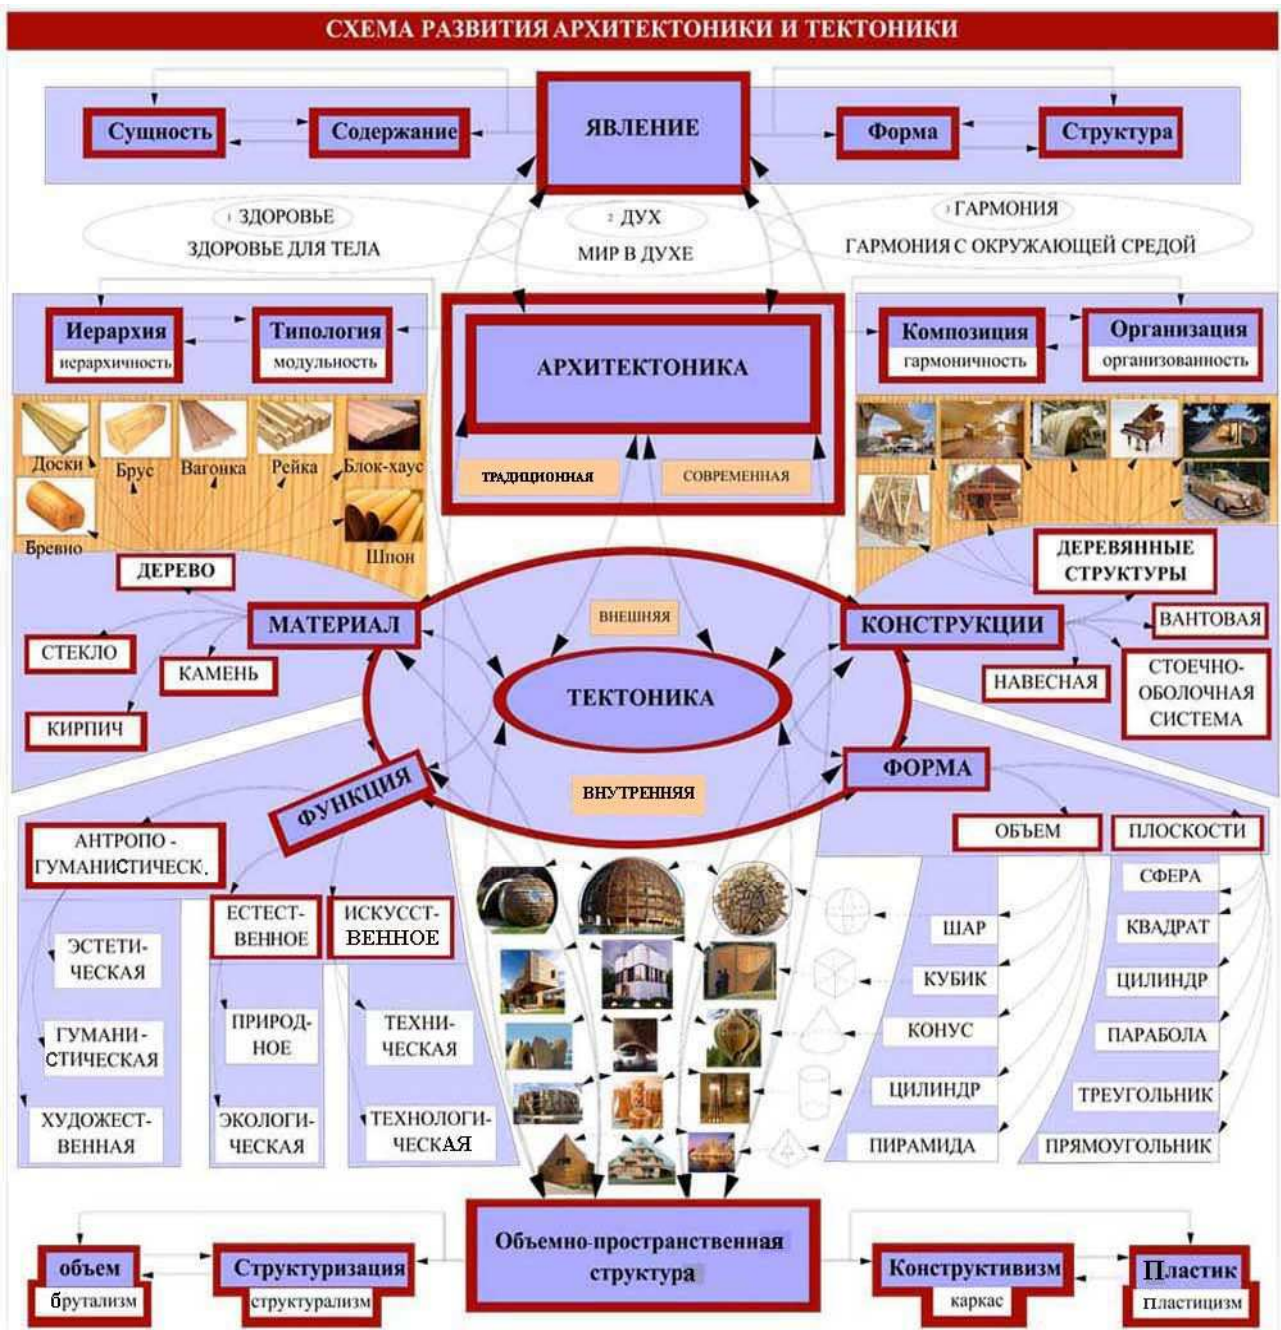 СХЕМА РАЗВИТИЯ АРХИТЕКТОНИКИ И ТЕКТОНИКИ
Сущность
Содержание
ЯВЛЕНИЕ
Форма
Структура
1 ЗДОРОВЬЕ
ЗДОРОВЬЕ ДЛЯ ТЕЛА
2 ДУХ
МИР В ДУХЕ
3 ГАРМОНИЯ
ГАРМОНИЯ С ОКРУЖАЮЩЕЙ СРЕДОЙ
Иерархия
иерархичность
Типология
модульность
АРХИТЕКТОНИКА
Композиция
гармоничность
Организация
организованность
ТРАДИЦИОННАЯ
СОВРЕМЕННАЯ
Доски
Брус
Вагонка
Рейка
Блок-хаус
Бревно
Шпон
ДЕРЕВО
МАТЕРИАЛ
СТЕКЛО
КАМЕНЬ
КИРПИЧ
ДЕРЕВЯННЫЕ
СТРУКТУРЫ
КОНСТРУКЦИИ
ВАНТОВАЯ
НАВЕСНАЯ
СТОЕЧНО-
ОБОЛОЧНАЯ
СИСТЕМА
ВНЕШНЯЯ
ТЕКТОНИКА
ВНУТРЕННЯЯ
ФУНКЦИЯ
ФОРМА
АНТРОПО -
ГУМАНИСТИЧЕСК.
ЕСТЕСТ-
ВЕННОЕ
ИСКУССТ-
ВЕННОЕ
ЭСТЕТИ-
ЧЕСКАЯ
ГУМАНИ-
СТИЧЕСКАЯ
ХУДОЖЕСТ-
ВЕННАЯ
ПРИРОД-
НОЕ
ЭКОЛОГИ-
ЧЕСКАЯ
ТЕХНИ-
ЧЕСКАЯ
ТЕХНОЛОГИ-
ЧЕСКАЯ
ОБЪЕМ
ПЛОСКОСТИ
ШАР
КУБИК
КОНУС
ЦИЛИНДР
ПИРАМИДА
СФЕРА
КВАДРАТ
ЦИЛИНДР
ПАРАБОЛА
ТРЕУГОЛЬНИК
ПРЯМОУГОЛЬНИК
Объемно-пространственная
структура
объем
брутализм
Структуризация
структурализм
Конструктивизм
каркас
Пластик
пластицизм